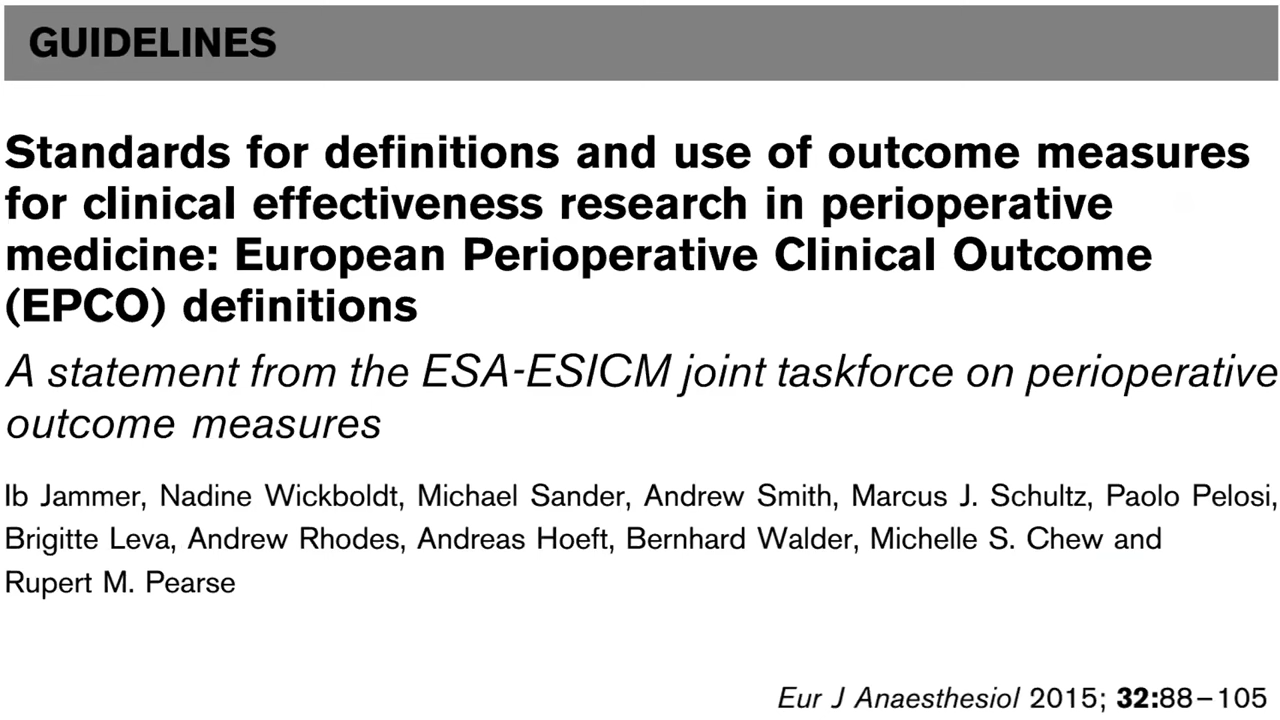 GUIDELINES
Standards for definitions and use of outcome measures
for clinical effectiveness research in perioperative
medicine: European Perioperative Clinical Outcome
(EPCO) definitions
A statement from the ESA-ESICM joint taskforce on perioperative
outcome measures
Ib Jammer, Nadine Wickboldt, Michael Sander, Andrew Smith, Marcus J. Schultz, Paolo Pelosi,
Brigitte Leva, Andrew Rhodes, Andreas Hoeft, Bernhard Walder, Michelle S. Chew and
Rupert M. Pearse
Eur J Anaesthesiol 2015; 32:88–105